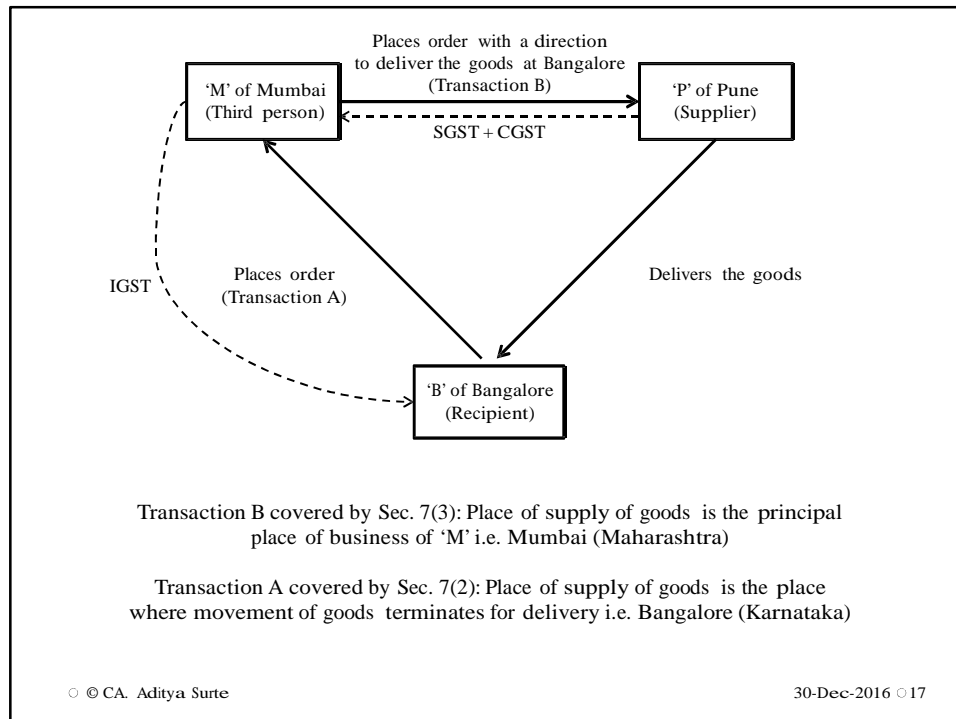 Places order with a direction
to deliver the goods at Bangalore
(Transaction B)
‘M’ of Mumbai
(Third person)
‘P’ of Pune
(Supplier)
SGST + CGST
IGST
Places order
(Transaction A)
Delivers the goods
‘B’ of Bangalore
(Recipient)
Transaction B covered by Sec. 7(3): Place of supply of goods is the principal
place of business of ‘M’ i.e. Mumbai (Maharashtra)
Transaction A covered by Sec. 7(2): Place of supply of goods is the place
where movement of goods terminates for delivery i.e. Bangalore (Karnataka)
© CA. Aditya Surte
30-Dec-2016 17